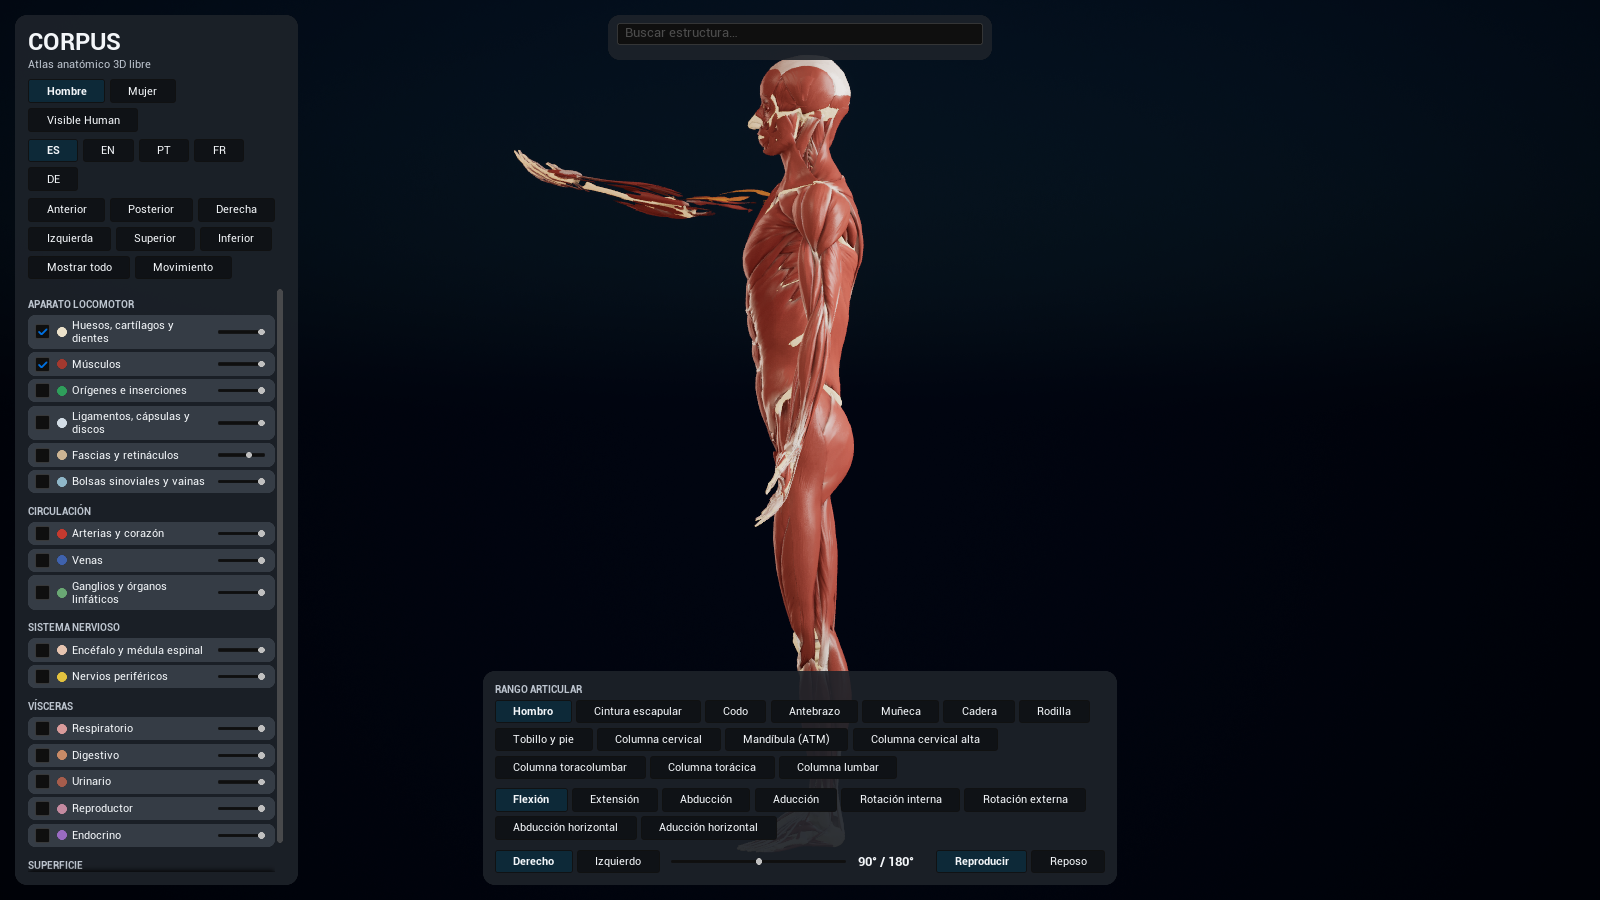 CORPUS
Atlas anatómico 3D libre
Hombre Mujer
Visible Human
ES EN PT FR
DE
Anterior Posterior Derecha
Izquierda Superior Inferior
Mostrar todo Movimiento
APARATO LOCOMOTOR
Huesos, cartílagos y
dientes
Músculos
Orígenes e inserciones
Ligamentos, cápsulas y
discos
Fascias y retináculos
Bolsas sinoviales y vainas
CIRCULACIÓN
Arterias y corazón
Venas
Ganglios y órganos
linfáticos
SISTEMA NERVIOSO
Encéfalo y médula espinal
Nervios periféricos
VÍSCERAS
Respiratorio
Digestivo
Urinario
Reproductor
Endocrino
SUPERFICIE
Buscar estructura...
RANGO ARTICULAR
Hombro Cintura escapular Codo Antebrazo Muñeca Cadera Rodilla
Tobillo y pie Columna cervical Mandíbula (ATM) Columna cervical alta
Columna toracolumbar Columna torácica Columna lumbar
Flexión Extensión Abducción Aducción Rotación interna Rotación externa
Abducción horizontal Aducción horizontal
Derecho Izquierdo 90° / 180° Reproducir Reposo